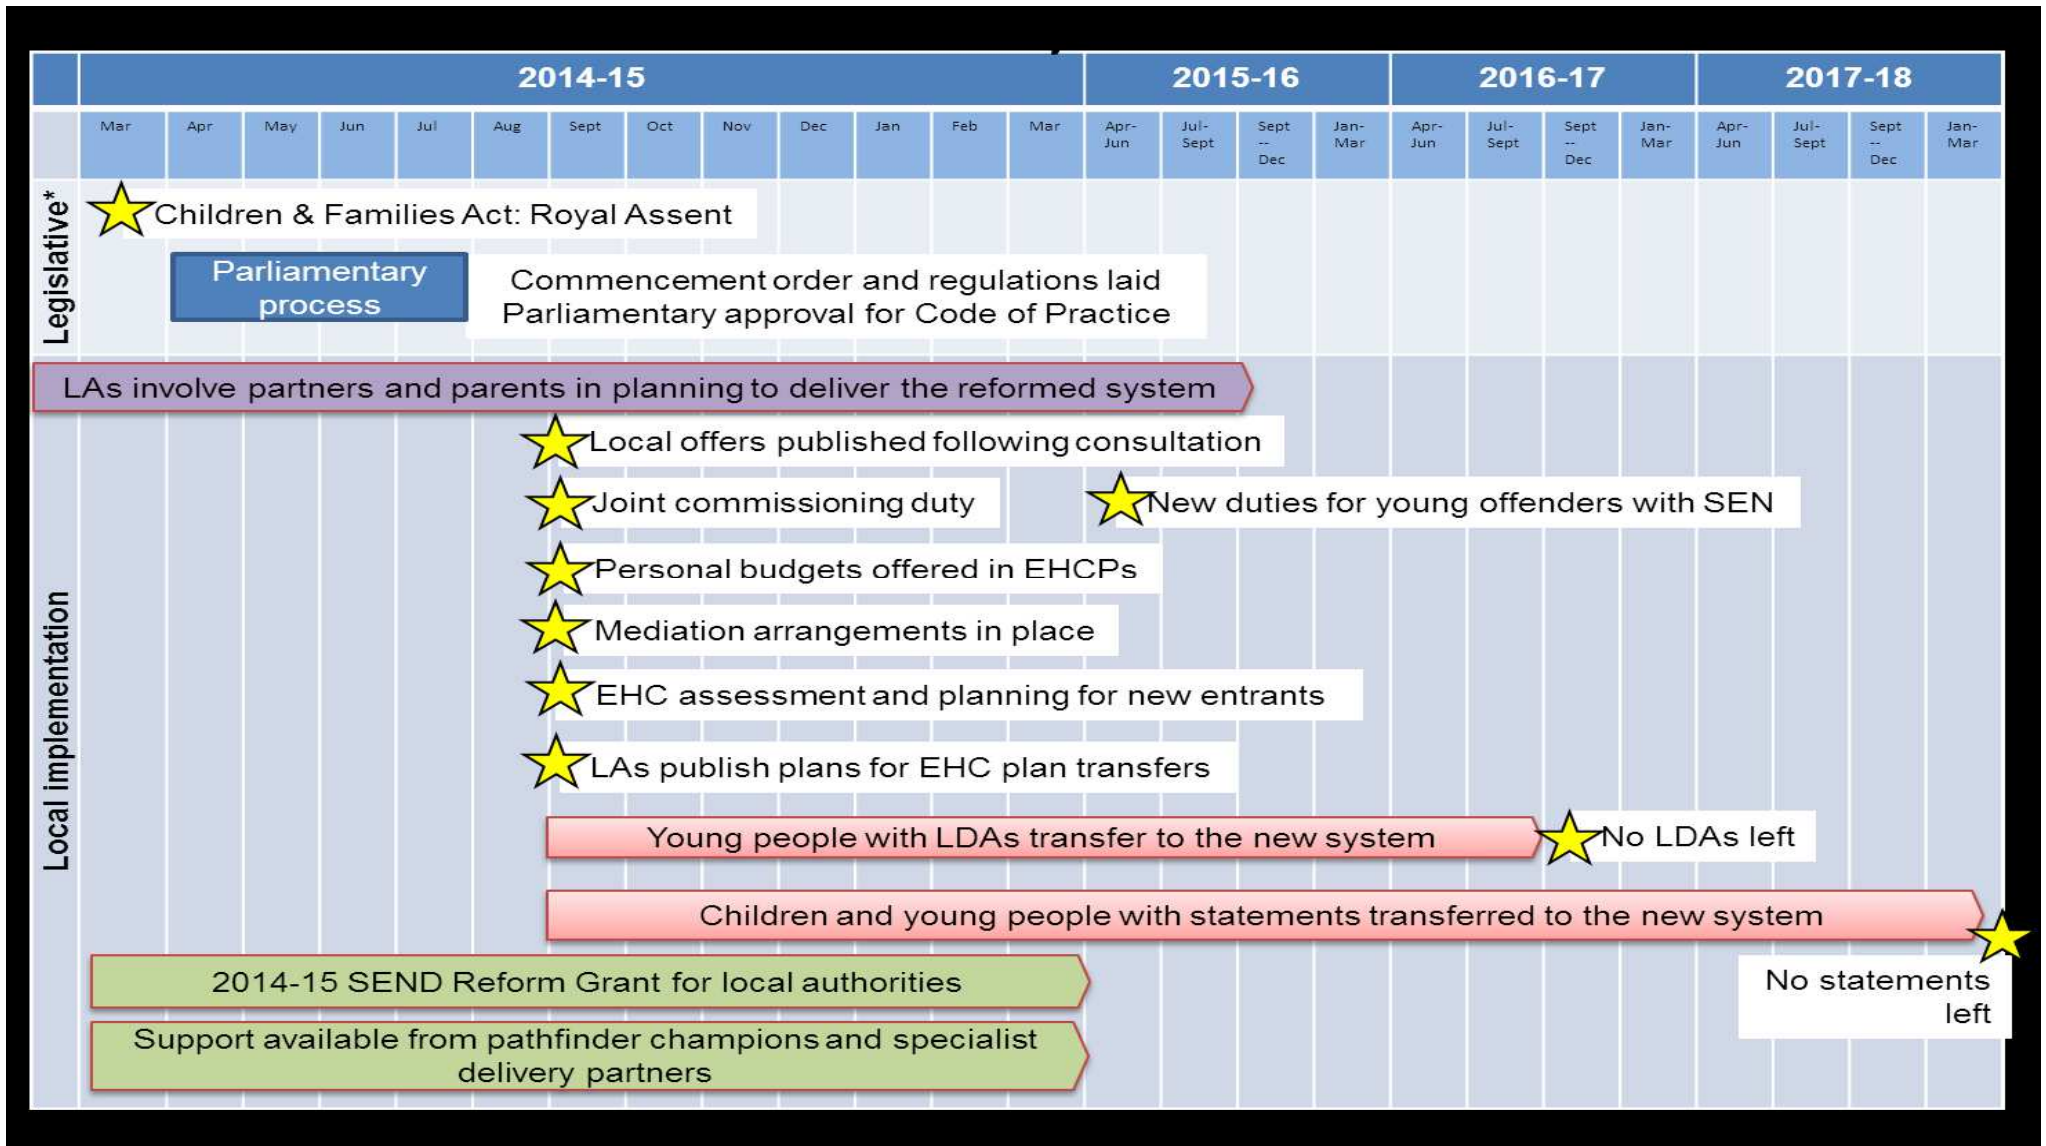 2014-15
2015-16
2016-17
2017-18
Mar
Apr
May
Jun
Jul
Aug
Sept
Oct
Nov
Dec
Jan
Feb
Mar
Apr-
Jun
Jul-
Sept
Sept
--
Dec
Jan-
Mar
Apr-
Jun
Jul-
Sept
Sept
--
Dec
Jan-
Mar
Apr-
Jun
Jul-
Sept
Sept
--
Dec
Jan-
Mar
Legislative*
Children & Families Act: Royal Assent
Parliamentary
process
Commencement order and regulations laid
Parliamentary approval for Code of Practice
Local implementation
LAs involve partners and parents in planning to deliver the reformed system
Local offers published following consultation
Joint commissioning duty
New duties for young offenders with SEN
Personal budgets offered in EHCPs
Mediation arrangements in place
EHC assessment and planning for new entrants
LAs publish plans for EHC plan transfers
Young people with LDAs transfer to the new system
No LDAs left
Children and young people with statements transferred to the new system
No statements
left
2014-15 SEND Reform Grant for local authorities
Support available from pathfinder champions and specialist
delivery partners